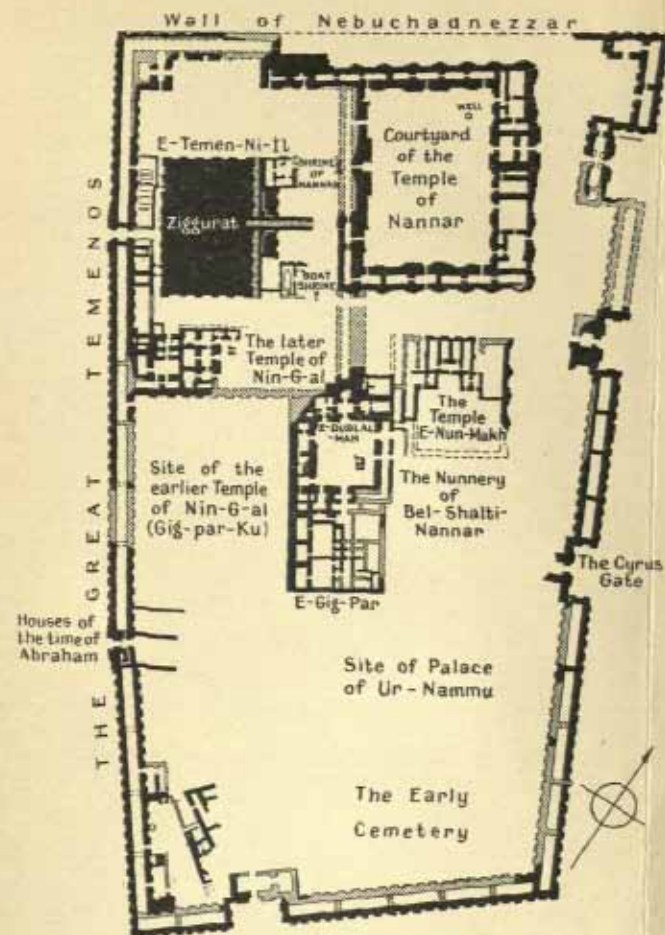 Wall of Nebuchadnezzar
E-Temen-Ni-Il
SHRINE
OF
NANNAR
Ziggurat
BOAT
SHRINE
WELL
Courtyard
of the
Temple
of
Nannar
THE GREAT TEMENOS
The later
Temple of
Nin-G-al
The
Temple
E-Nun-Makh
E-DUBLAL-
MAH
Site of the
earlier Temple
of Nin-G-al
(Gig-par-Ku)
The Nunnery
of
Bel-Shalti-
Nannar
The Cyrus
Gate
E-Gig-Par
Houses of
the time of
Abraham
Site of Palace
of Ur-Nammu
The Early
Cemetery